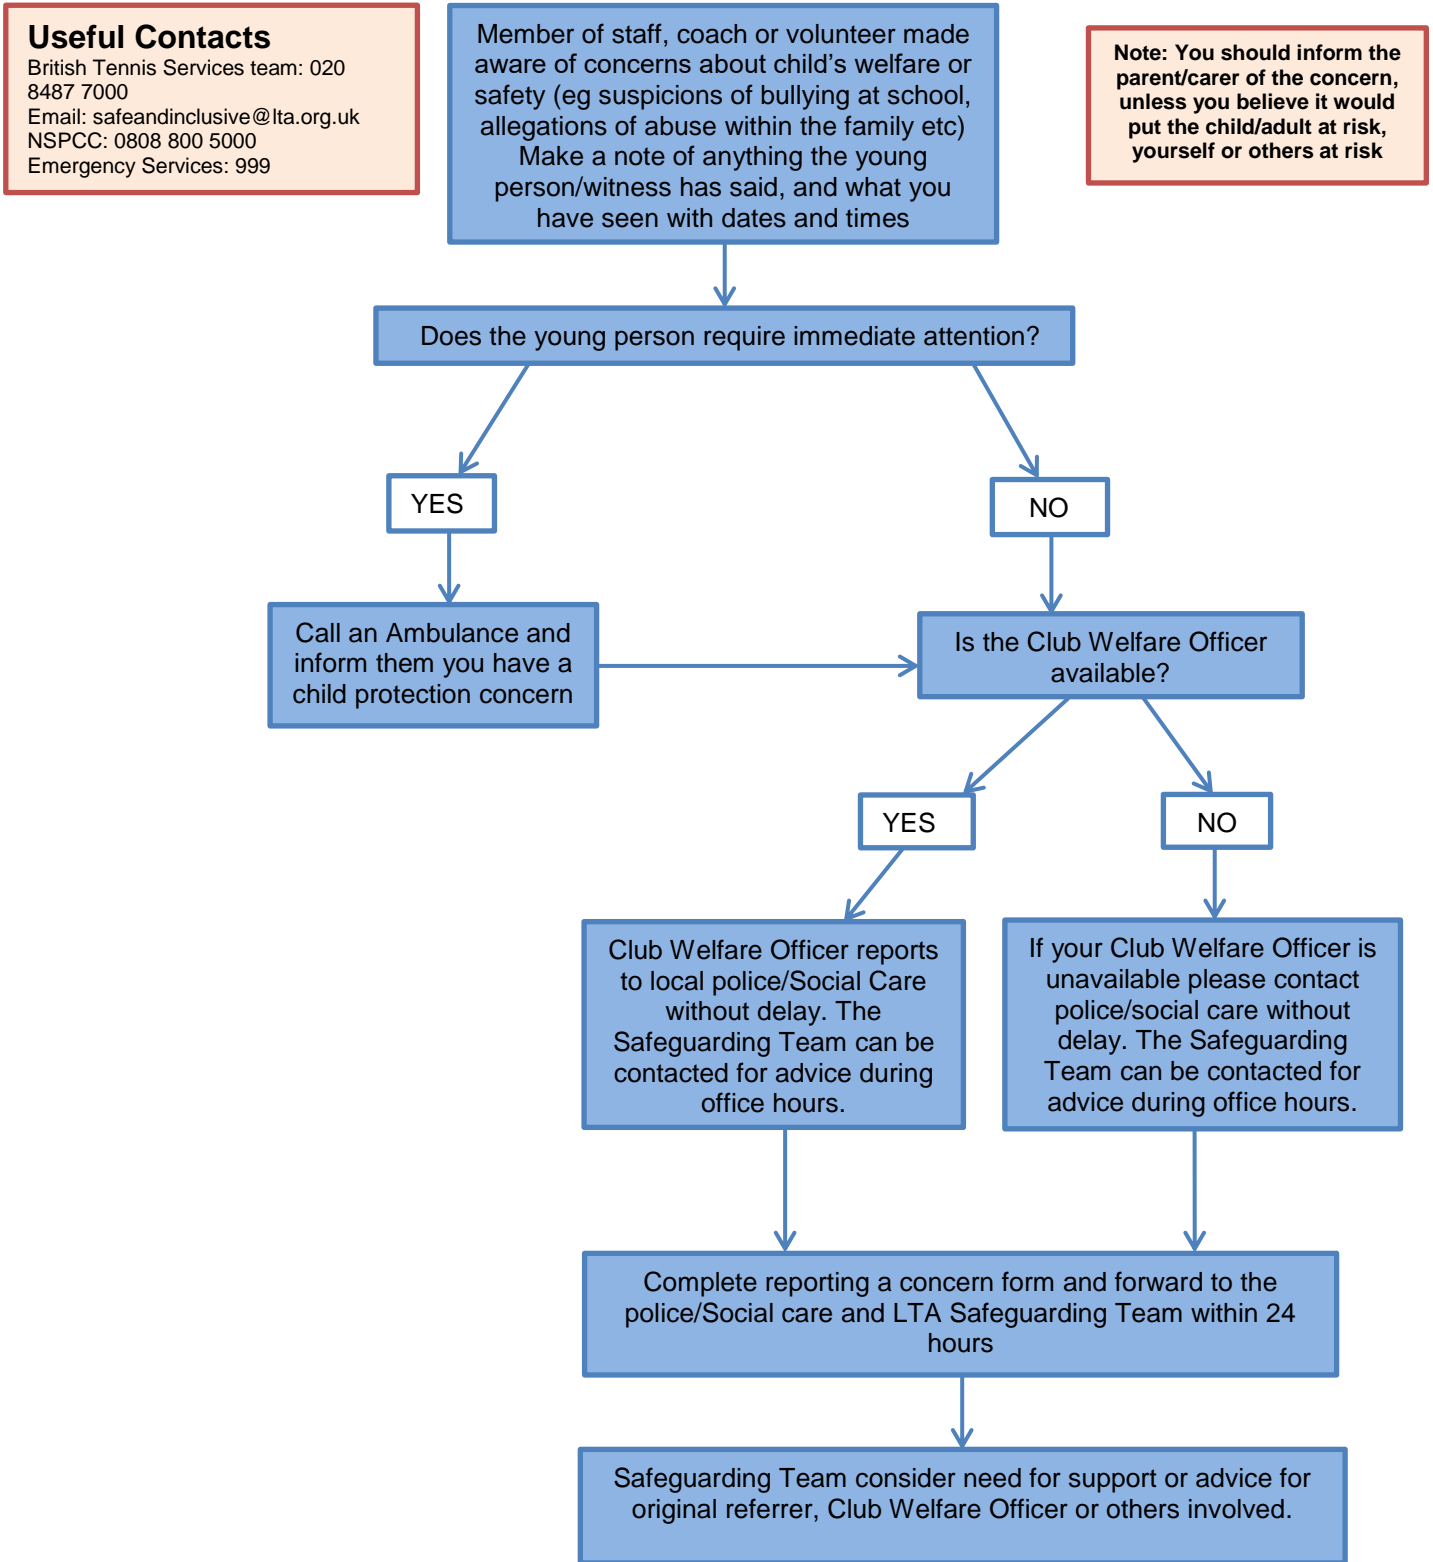 Useful Contacts
British Tennis Services team: 020
8487 7000
Email: safeandinclusive@lta.org.uk
NSPCC: 0808 800 5000
Emergency Services: 999
Member of staff, coach or volunteer made
aware of concerns about child’s welfare or
safety (eg suspicions of bullying at school,
allegations of abuse within the family etc)
Make a note of anything the young
person/witness has said, and what you
have seen with dates and times
Note: You should inform the
parent/carer of the concern,
unless you believe it would
put the child/adult at risk,
yourself or others at risk
Does the young person require immediate attention?
YES
NO
Call an Ambulance and
inform them you have a
child protection concern
Is the Club Welfare Officer
available?
YES
NO
Club Welfare Officer reports
to local police/Social Care
without delay. The
Safeguarding Team can be
contacted for advice during
office hours.
If your Club Welfare Officer is
unavailable please contact
police/social care without
delay. The Safeguarding
Team can be contacted for
advice during office hours.
Complete reporting a concern form and forward to the
police/Social care and LTA Safeguarding Team within 24
hours
Safeguarding Team consider need for support or advice for
original referrer, Club Welfare Officer or others involved.